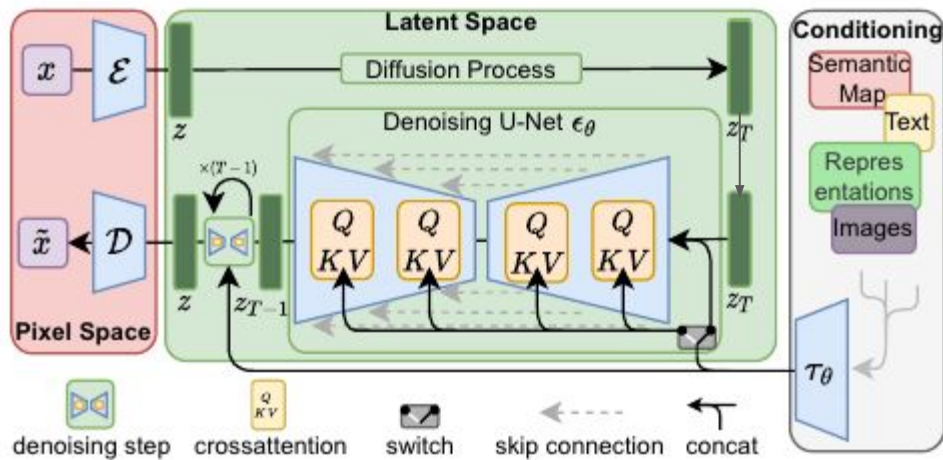 Latent Space
Conditioning
x
ℰ
Diffusion Process
Semantic
Map
Text
z
z_T
Denoising U-Net ϵ_θ
Repres
entations
Images
×(T−1)
Q
KV
Q
KV
Q
KV
Q
KV
x̃
𝒟
z
z_{T−1}
z_T
Pixel Space
τ_θ
Q
KV
denoising step
crossattention
switch
skip connection
concat